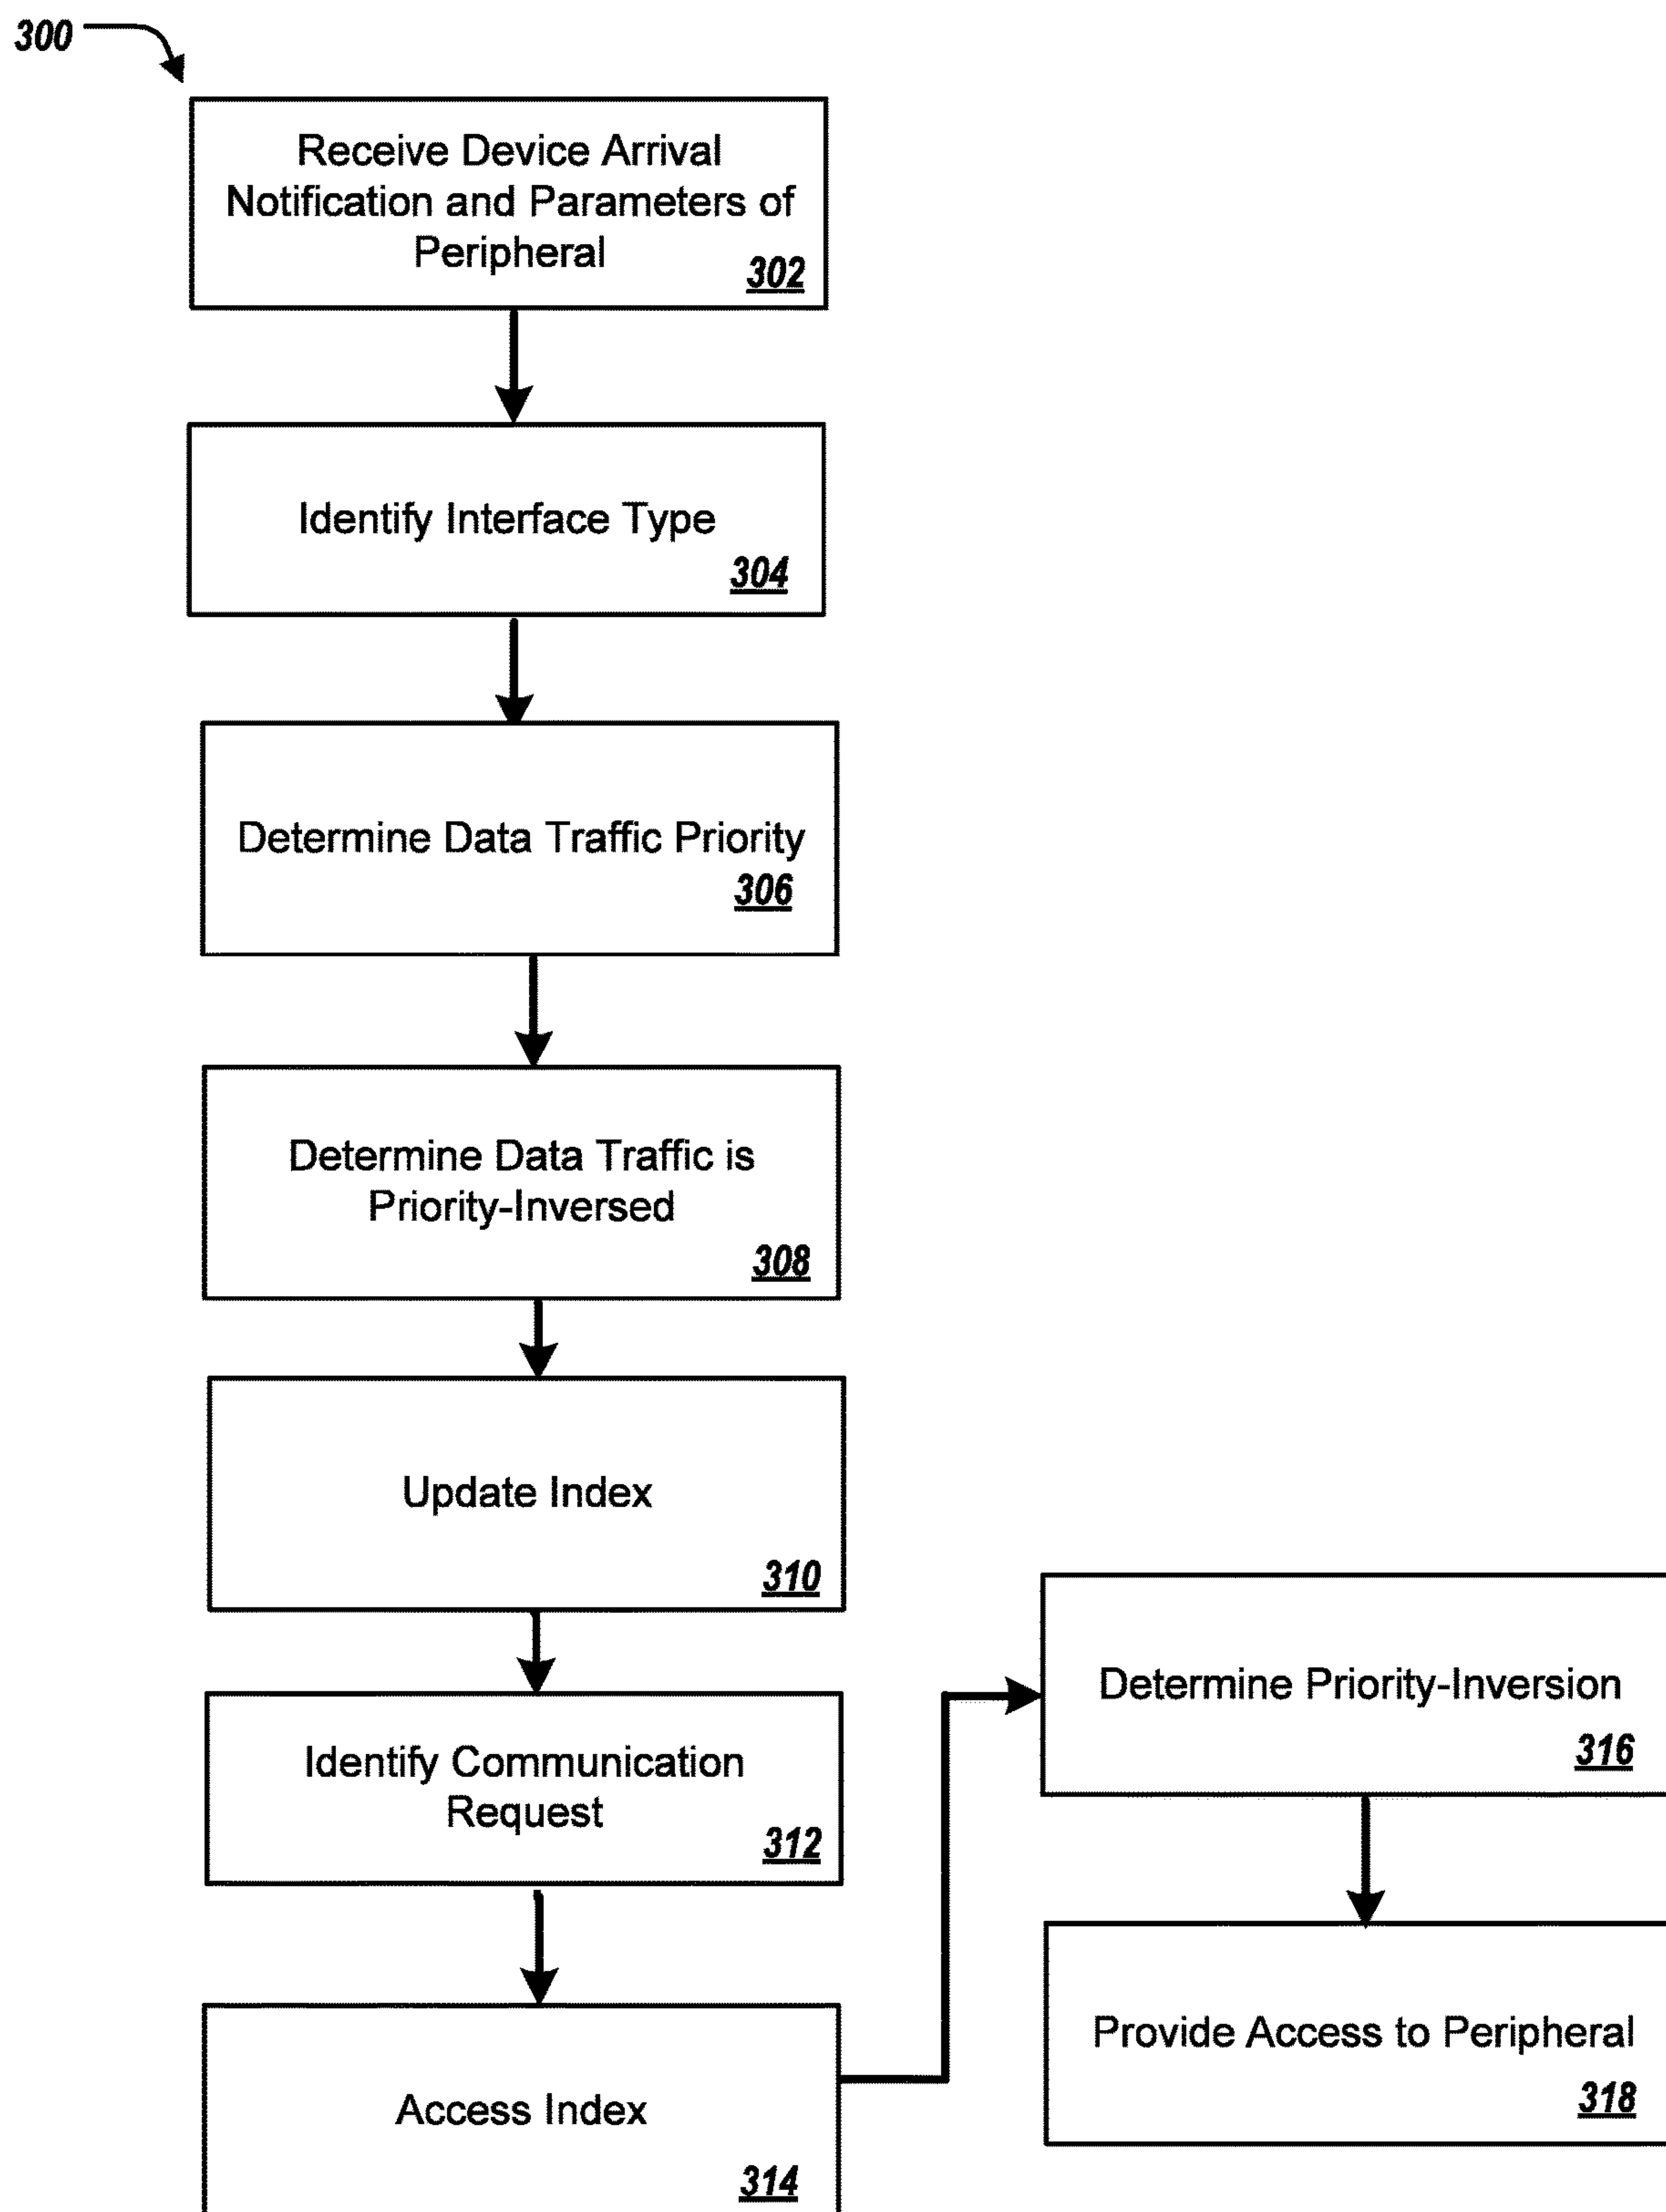 300
Receive Device Arrival
Notification and Parameters of
Peripheral
302
Identify Interface Type
304
Determine Data Traffic Priority
306
Determine Data Traffic is
Priority-Inversed
308
Update Index
310
Identify Communication
Request
312
Access Index
314
Determine Priority-Inversion
316
Provide Access to Peripheral
318